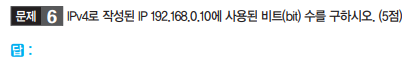 문제 6 IPv4로 작성된 IP 192.168.0.10에 사용된 비트(bit) 수를 구하시오. (5점)
답 :